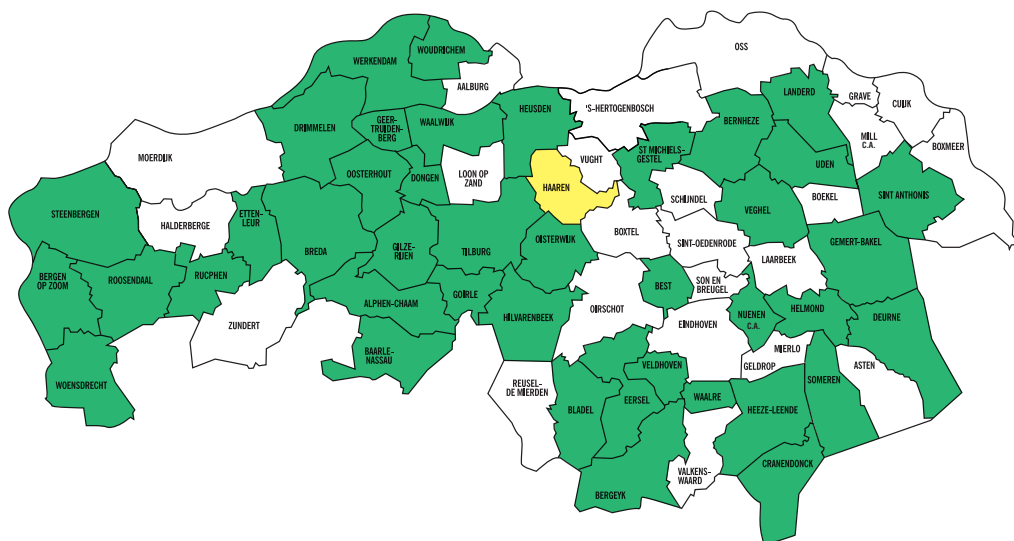 WOUDRICHEM
OSS
WERKENDAM
AALBURG
LANDERD
GRAVE
CUIJK
HEUSDEN
'S-HERTOGENBOSCH
BERNHEZE
GEER-
TRUIDEN-
BERG
WAALWIJK
DRIMMELEN
MILL
C.A.
BOXMEER
ST MICHIELS-
GESTEL
MOERDIJK
VUGHT
UDEN
OOSTERHOUT
DONGEN
LOON OP
ZAND
HAAREN
SCHIJNDEL
BOEKEL
SINT ANTHONIS
STEENBERGEN
HALDERBERGE
ETTEN-
LEUR
VEGHEL
BREDA
GILZE-
RIJEN
TILBURG
OISTERWIJK
BOXTEL
SINT-OEDENRODE
LAARBEEK
GEMERT-BAKEL
BERGEN
OP ZOOM
ROOSENDAAL
RUCPHEN
ALPHEN-CHAAM
GOIRLE
BEST
SON EN
BREUGEL
ZUNDERT
HILVARENBEEK
OIRSCHOT
EINDHOVEN
NUENEN
C.A.
HELMOND
DEURNE
BAARLE-
NASSAU
MIERLO
GELDROP
ASTEN
WOENSDRECHT
REUSEL-
DE MIERDEN
VELDHOVEN
SOMEREN
BLADEL
EERSEL
WAALRE
HEEZE-LEENDE
VALKENS-
WAARD
CRANENDONCK
BERGEYK